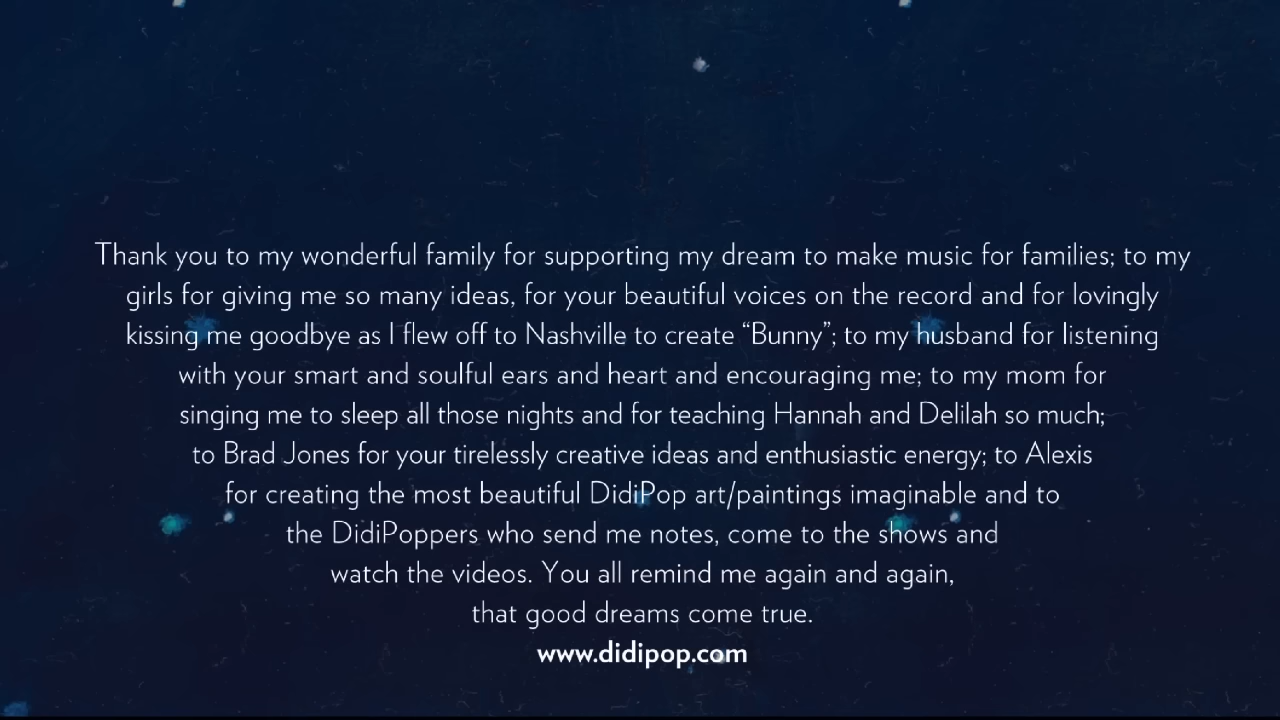 Thank you to my wonderful family for supporting my dream to make music for families; to my
girls for giving me so many ideas, for your beautiful voices on the record and for lovingly
kissing me goodbye as I flew off to Nashville to create “Bunny”; to my husband for listening
with your smart and soulful ears and heart and encouraging me; to my mom for
singing me to sleep all those nights and for teaching Hannah and Delilah so much;
to Brad Jones for your tirelessly creative ideas and enthusiastic energy; to Alexis
for creating the most beautiful DidiPop art/paintings imaginable and to
the DidiPoppers who send me notes, come to the shows and
watch the videos. You all remind me again and again,
that good dreams come true.
www.didipop.com